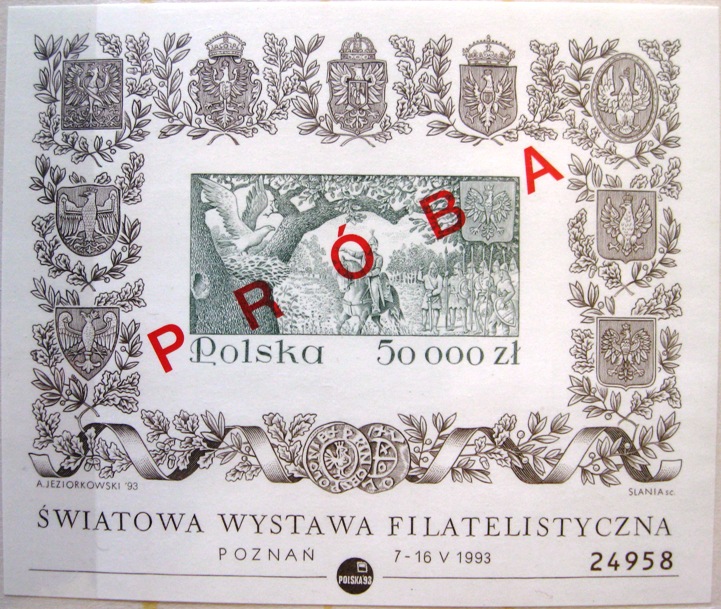 PRÓBA
Polska 50 000 zł
A. JEZIORKOWSKI '93 SLANIA sc.
ŚWIATOWA WYSTAWA FILATELISTYCZNA
POZNAŃ 7-16 V 1993
24958
POLSKA'93